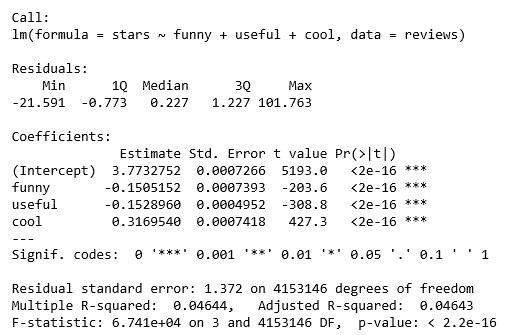 Call:
lm(formula = stars ~ funny + useful + cool, data = reviews)
Residuals:
Min 1Q Median 3Q Max
-21.591 -0.773 0.227 1.227 101.763
Coefficients:
Estimate Std. Error t value Pr(>|t|)
(Intercept) 3.7732752 0.0007266 5193.0 <2e-16 ***
funny -0.1505152 0.0007393 -203.6 <2e-16 ***
useful -0.1528960 0.0004952 -308.8 <2e-16 ***
cool 0.3169540 0.0007418 427.3 <2e-16 ***
---
Signif. codes: 0 '***' 0.001 '**' 0.01 '*' 0.05 '.' 0.1 ' ' 1
Residual standard error: 1.372 on 4153146 degrees of freedom
Multiple R-squared: 0.04644, Adjusted R-squared: 0.04643
F-statistic: 6.741e+04 on 3 and 4153146 DF, p-value: < 2.2e-16